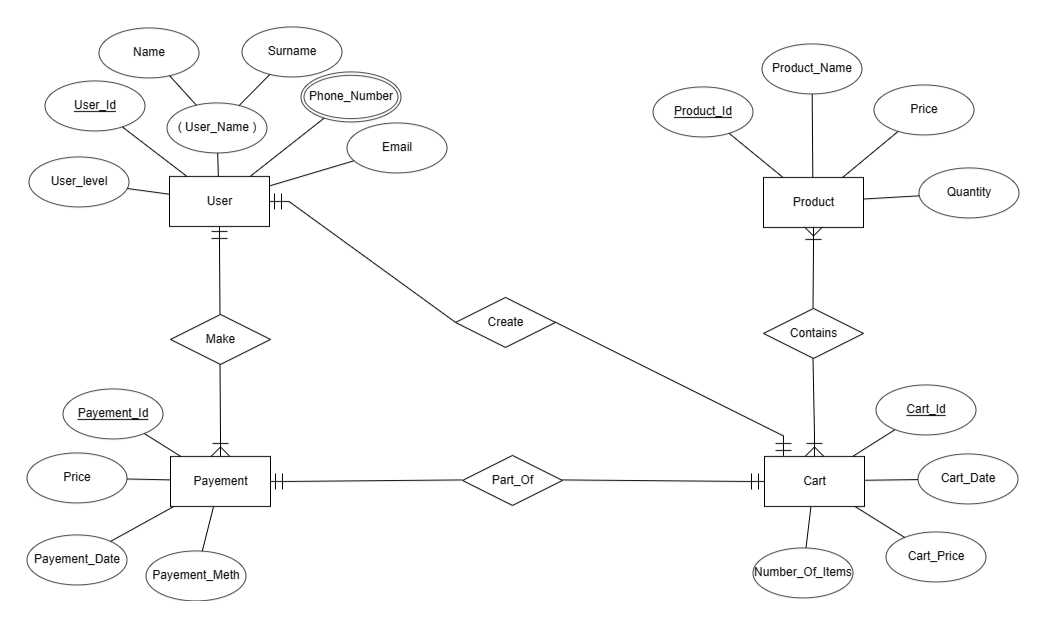 Name
Surname
User_Id
( User_Name )
Phone_Number
Email
User_level
User
Product_Name
Product_Id
Price
Quantity
Product
Make
Create
Contains
Payement_Id
Price
Payement
Payement_Date
Payement_Meth
Part_Of
Cart_Id
Cart
Cart_Date
Cart_Price
Number_Of_Items